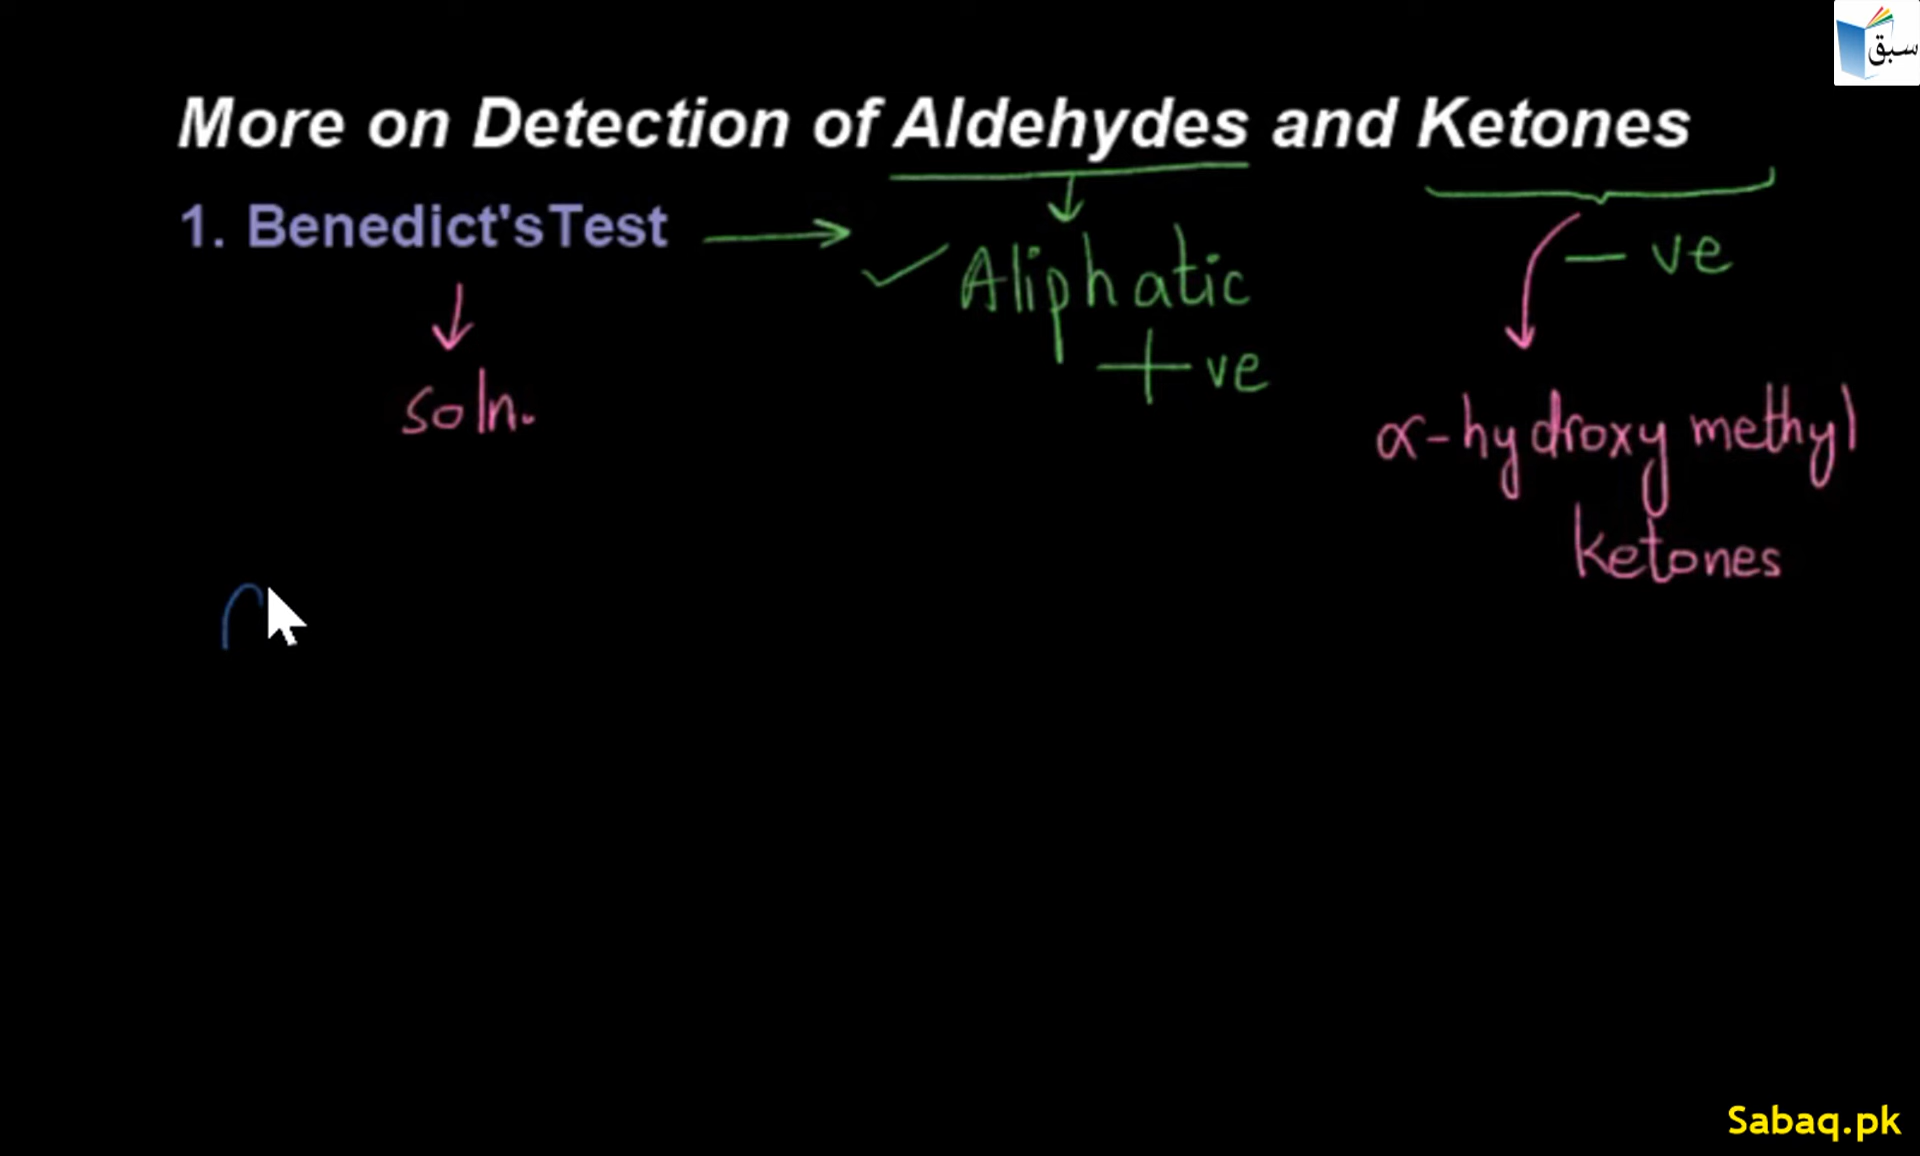 سبق
More on Detection of Aldehydes and Ketones
1. Benedict'sTest
Aliphatic
+ve
– ve
soln.
α-hydroxy methyl
ketones
Sabaq.pk